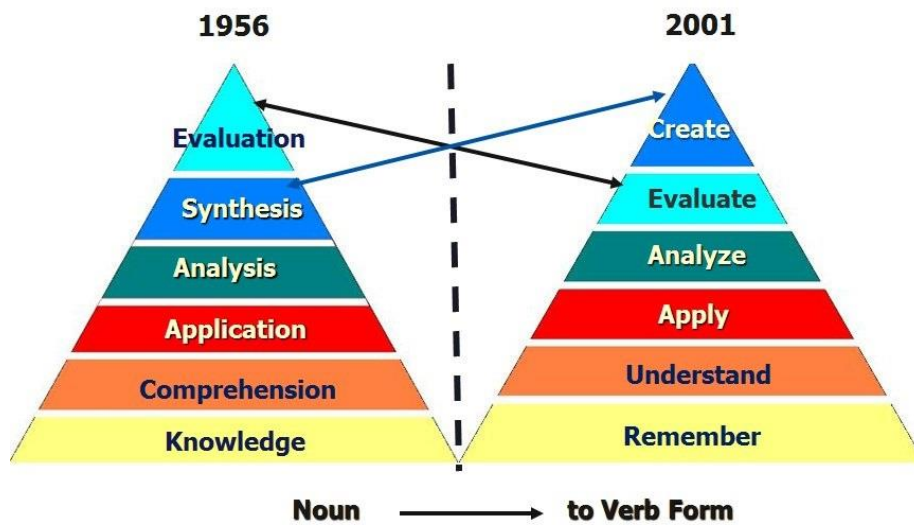 1956
Evaluation
Synthesis
Analysis
Application
Comprehension
Knowledge
2001
Create
Evaluate
Analyze
Apply
Understand
Remember
Noun to Verb Form